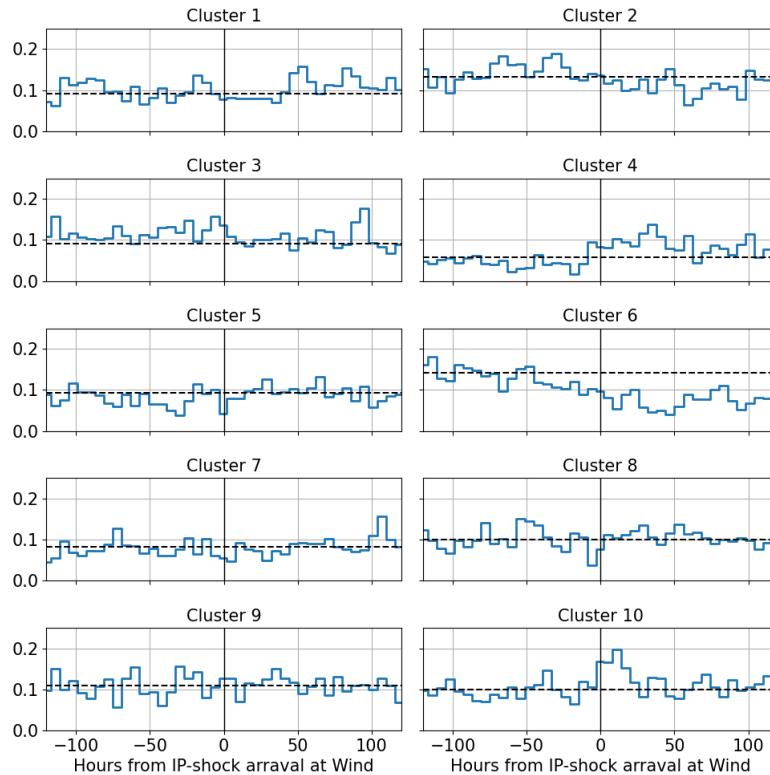 Cluster 1
Cluster 2
0.2
0.1
0.0
Cluster 3
Cluster 4
0.2
0.1
0.0
Cluster 5
Cluster 6
0.2
0.1
0.0
Cluster 7
Cluster 8
0.2
0.1
0.0
Cluster 9
Cluster 10
0.2
0.1
0.0
−100 −50 0 50 100
−100 −50 0 50 100
Hours from IP-shock arraval at Wind
Hours from IP-shock arraval at Wind